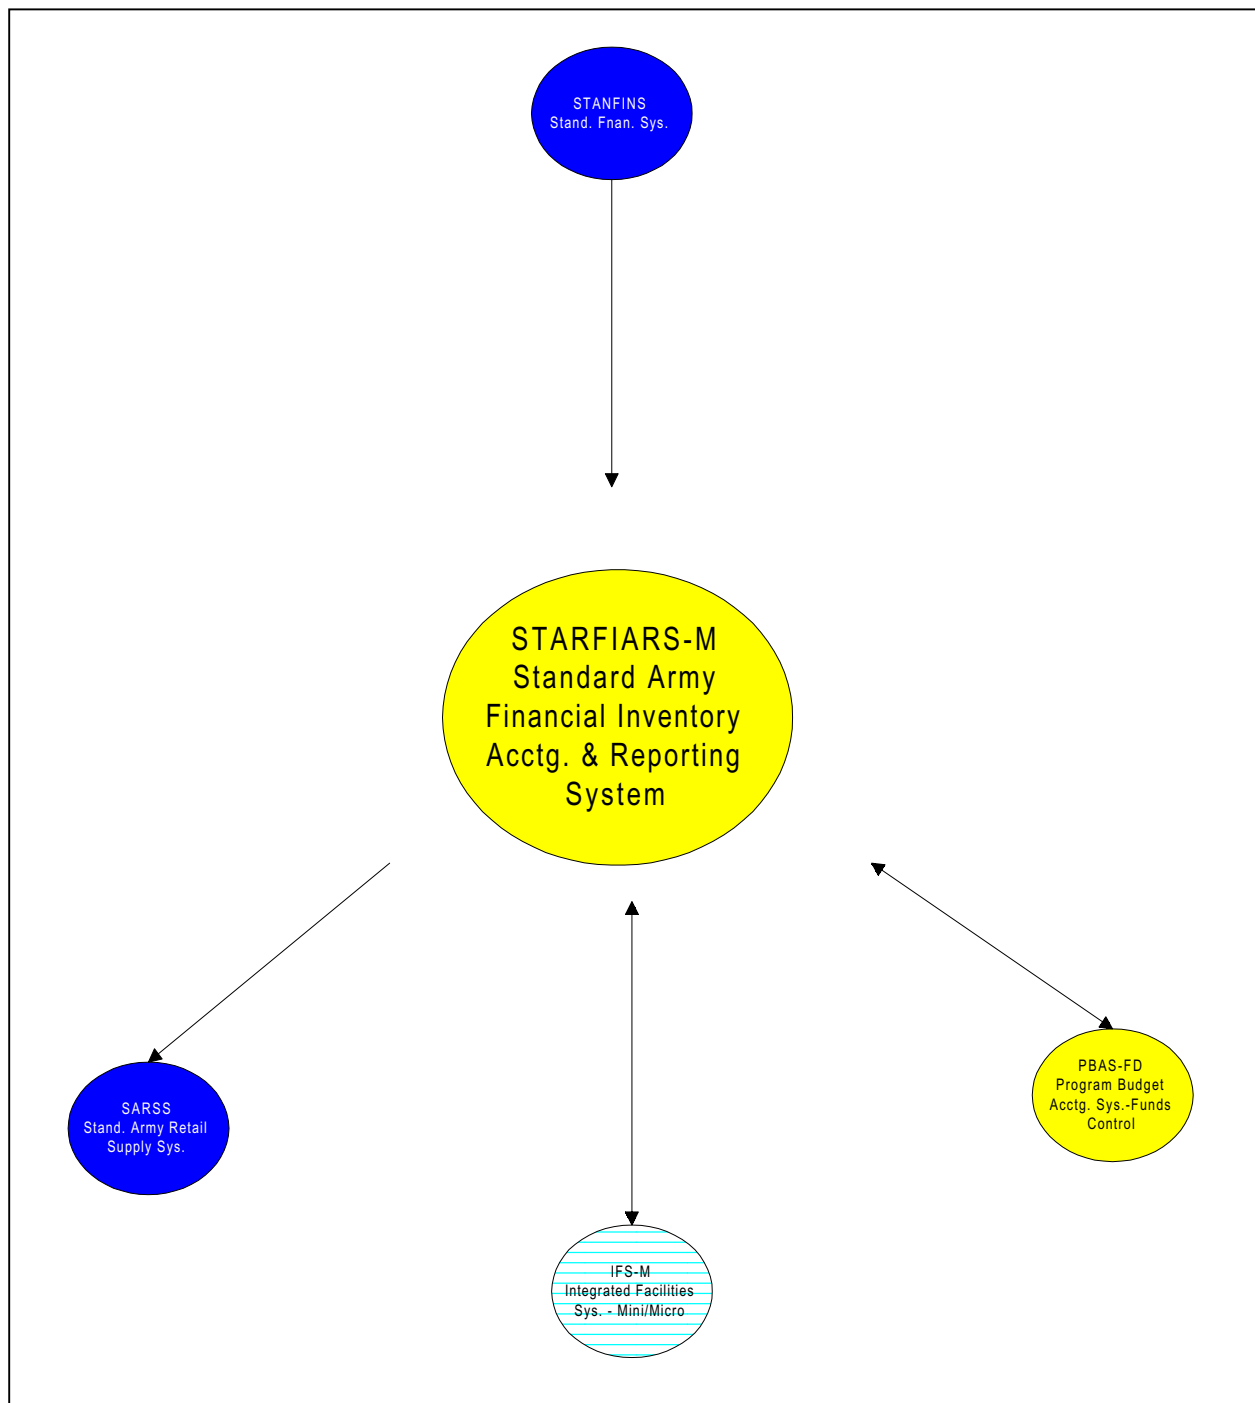 STANFINS
Stand. Fnan. Sys.
STARFIARS-M
Standard Army
Financial Inventory
Acctg. & Reporting
System
PBAS-FD
Program Budget
Acctg. Sys.-Funds
Control
SARSS
Stand. Army Retail
Supply Sys.
IFS-M
Integrated Facilities
Sys. - Mini/Micro